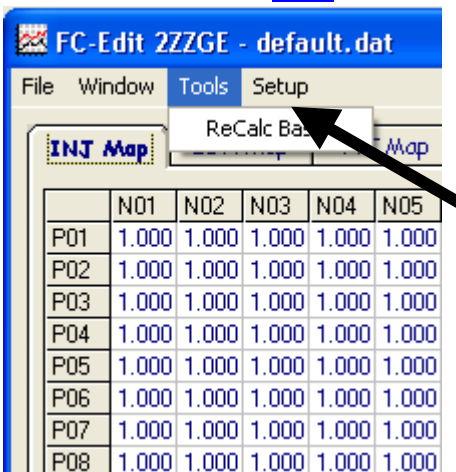 FC-Edit 2ZZGE - default.dat
File Window Tools Setup
ReCalc
INJ Map Map
N01 N02 N03 N04 N05
P01 1.000 1.000 1.000 1.000 1.000
P02 1.000 1.000 1.000 1.000 1.000
P03 1.000 1.000 1.000 1.000 1.000
P04 1.000 1.000 1.000 1.000 1.000
P05 1.000 1.000 1.000 1.000 1.000
P06 1.000 1.000 1.000 1.000 1.000
P07 1.000 1.000 1.000 1.000 1.000
P08 1.000 1.000 1.000 1.000 1.000